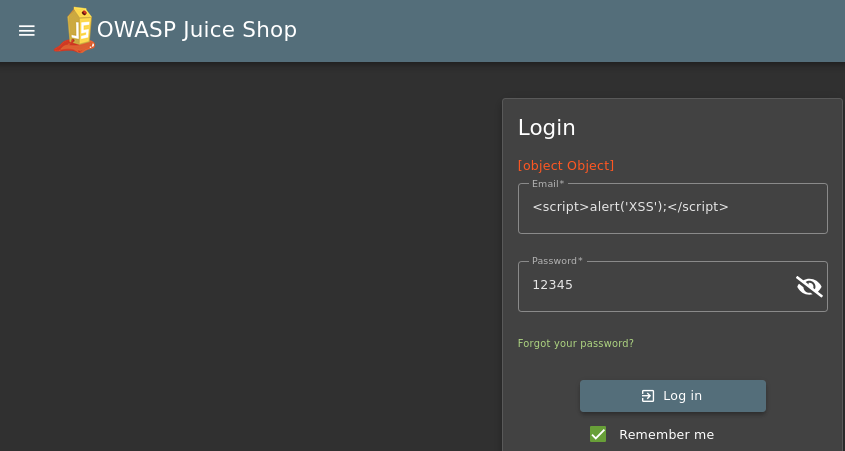 OWASP Juice Shop
Login
[object Object]
Email*
<script>alert('XSS');</script>
Password*
12345
Forgot your password?
Log in
Remember me